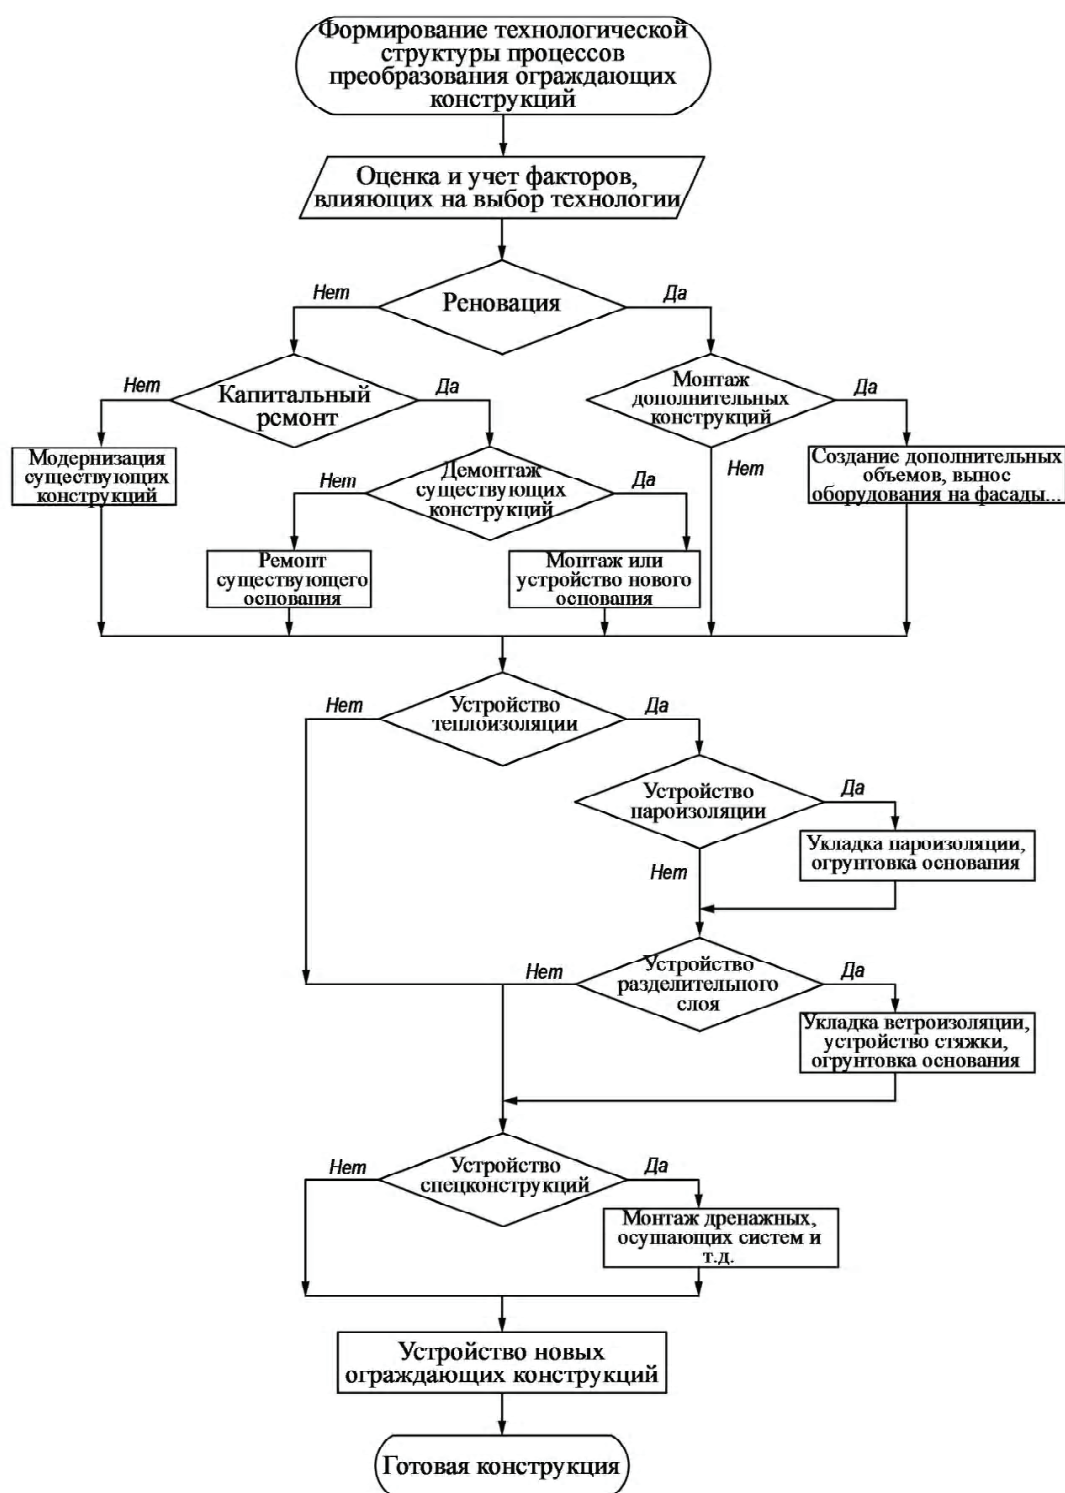 Формирование технологической
структуры процессов
преобразования ограждающих
конструкций
Оценка и учет факторов,
влияющих на выбор технологии
Реновация
Нет
Да
Капитальный
ремонт
Нет
Да
Монтаж
дополнительных
конструкций
Да
Нет
Модернизация
существующих
конструкций
Демонтаж
существующих
конструкций
Нет
Да
Создание дополнительных
объемов, вынос
оборудования на фасады...
Ремонт
существующего
основания
Монтаж или
устройство нового
основания
Устройство
теплоизоляции
Нет
Да
Устройство
пароизоляции
Да
Нет
Укладка пароизоляции,
огрунтовка основания
Устройство
разделительного
слоя
Нет
Да
Укладка ветроизоляции,
устройство стяжки,
огрунтовка основания
Устройство
спецконструкций
Нет
Да
Монтаж дренажных,
осушающих систем и
т.д.
Устройство новых
ограждающих конструкций
Готовая конструкция